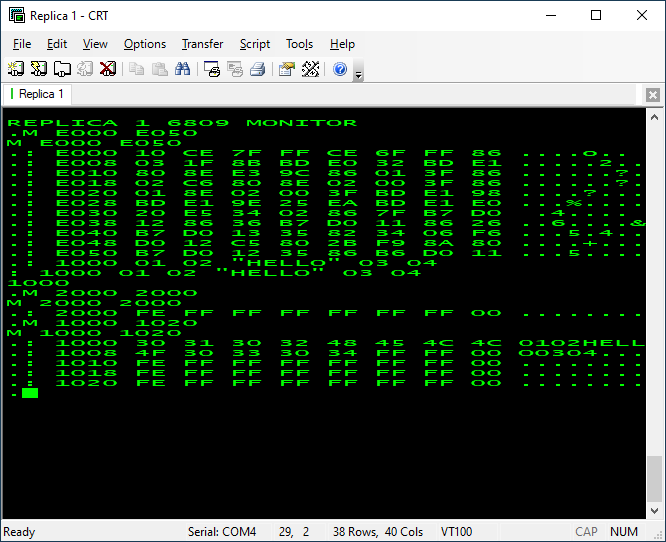 Replica 1 - CRT
File Edit View Options Transfer Script Tools Help
Replica 1
REPLICA 1 6809 MONITOR
.M E000 E050
M E000 E050
.: E000 10 CE 7F FF CE 6F FF 86 ....o..
.: E008 03 1F 8B BD E0 32 BD E1 .....2..
.: E010 80 8E E3 9C 86 01 3F 86 ......?.
.: E018 02 C6 80 8E 02 00 3F 86 ......?.
.: E020 01 8E 02 00 3F BD E1 98 ....?...
.: E028 BD E1 9E 25 EA BD E1 E0 ...%....
.: E030 20 E5 34 02 86 7F B7 D0 ..4.....
.: E038 12 86 36 B7 D0 11 86 26 ..6....&
.: E040 B7 D0 13 35 82 34 06 F6 ...5.4..
.: E048 D0 12 C5 80 2B F9 8A 80 ....+...
.: E050 B7 D0 12 35 86 B6 D0 11 ...5....
.: 1000 01 02 "HELLO" 03 04
: 1000 01 02 "HELLO" 03 04
1000
.M 2000 2000
M 2000 2000
.: 2000 FE FF FF FF FF FF FF 00 ........
.M 1000 1020
M 1000 1020
.: 1000 30 31 30 32 48 45 4C 4C 0102HELL
.: 1008 4F 30 33 30 34 FF FF 00 O0304...
.: 1010 FE FF FF FF FF FF FF 00 ........
.: 1018 FE FF FF FF FF FF FF 00 ........
.: 1020 FE FF FF FF FF FF FF 00 ........
.
Ready Serial: COM4 29, 2 38 Rows, 40 Cols VT100 CAP NUM